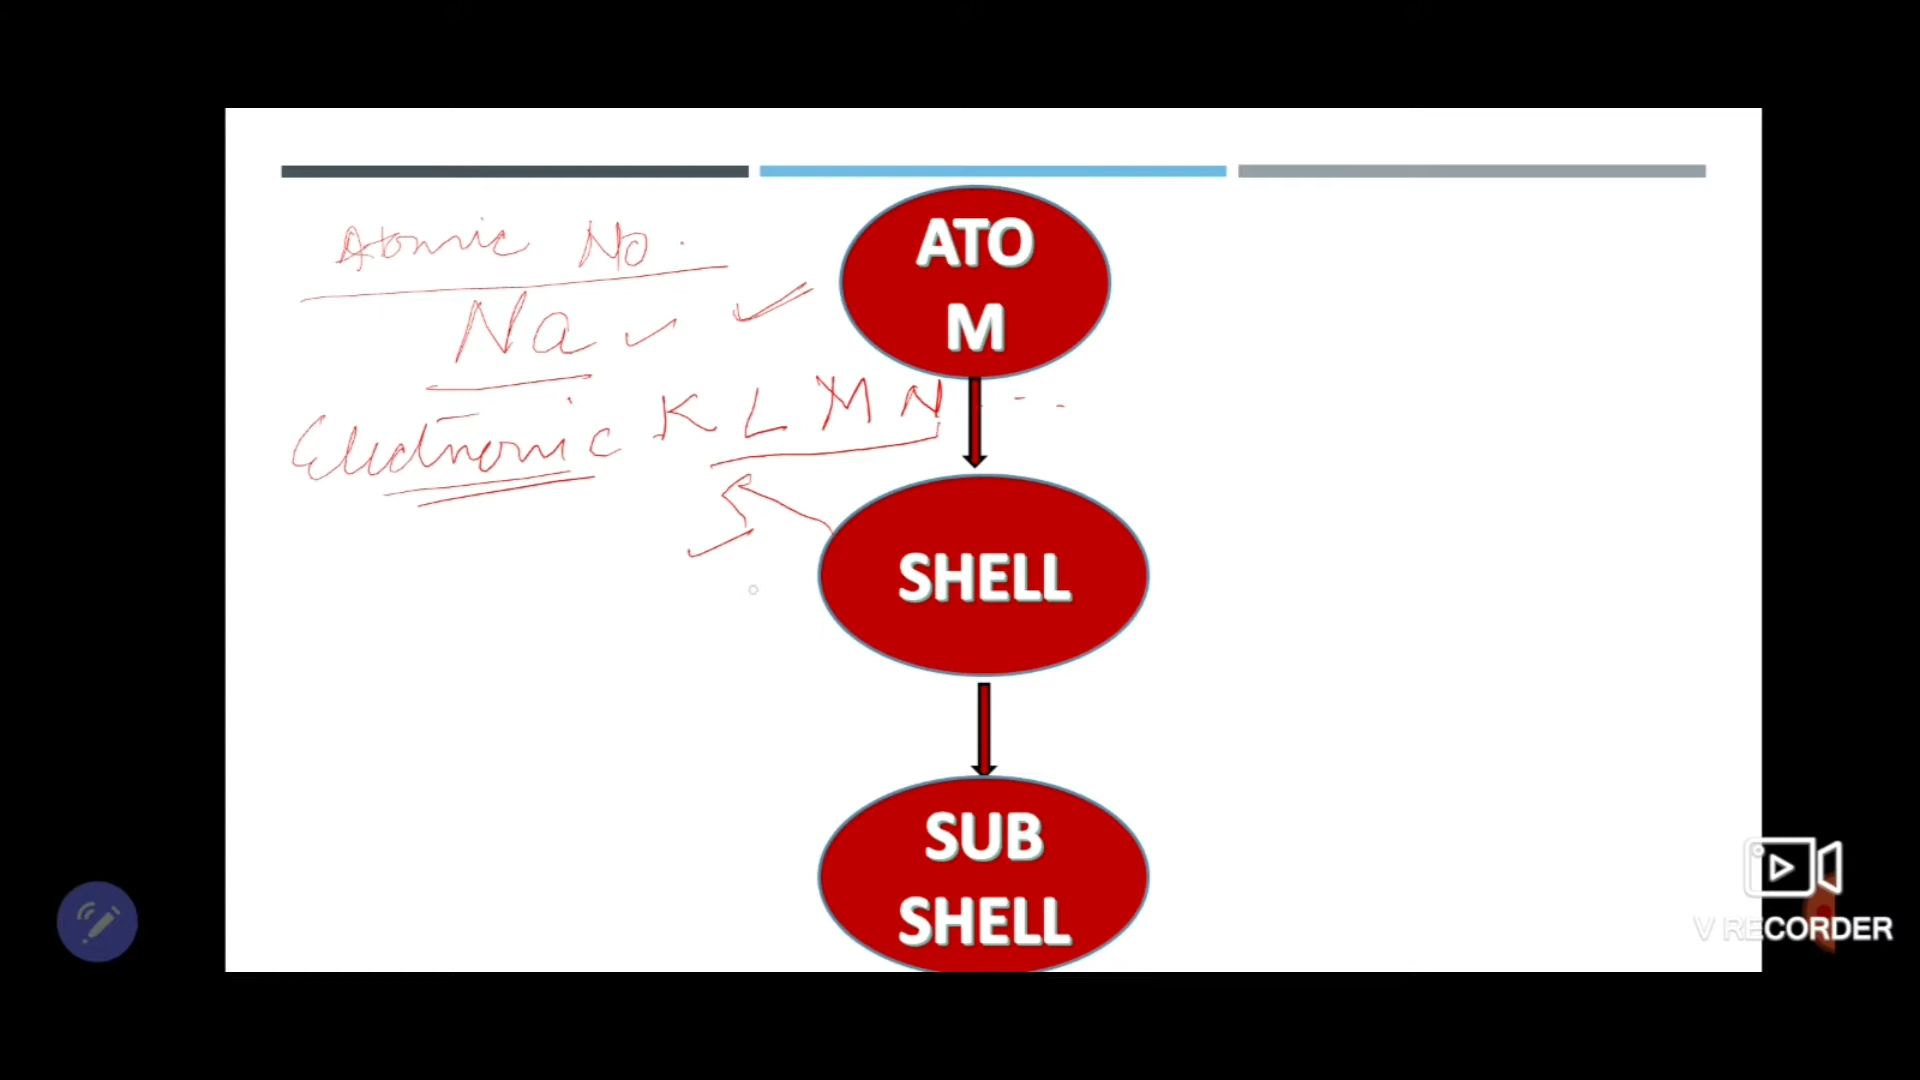 Atomic No.
Na
Electronic K L M N ...
ATO
M
SHELL
SUB
SHELL
V RECORDER